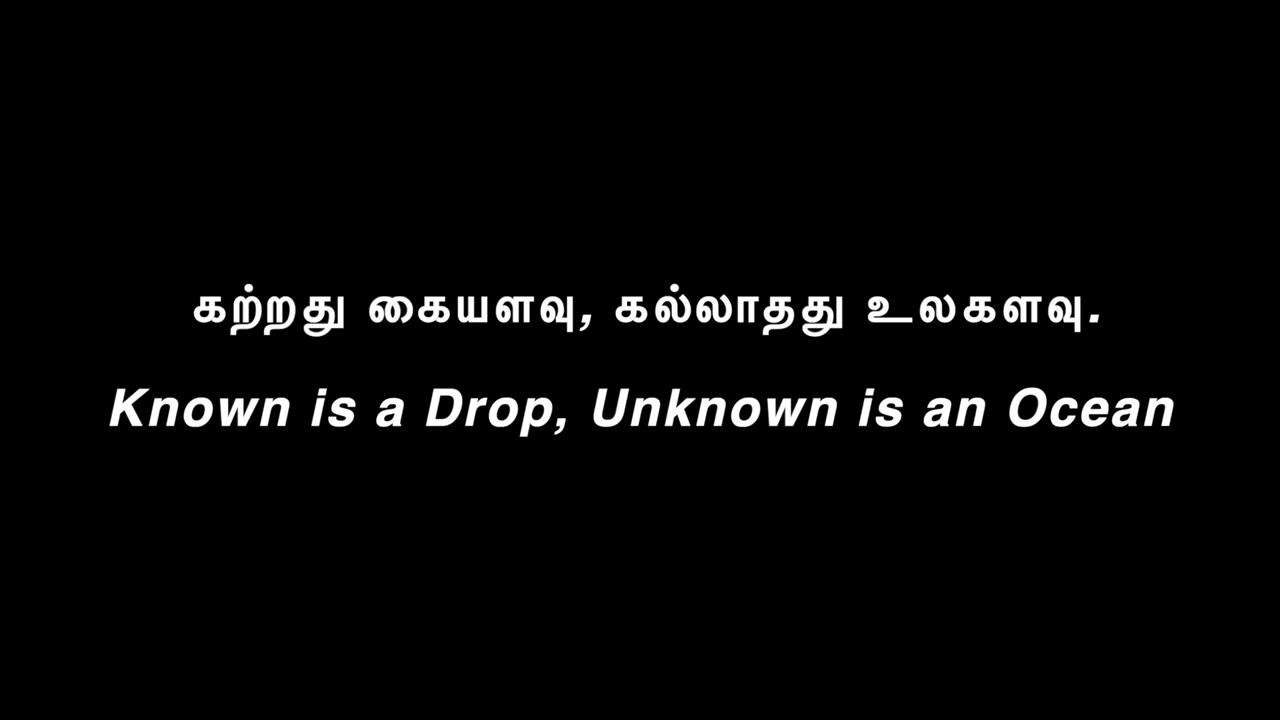 கற்றது கையளவு, கல்லாதது உலகளவு.
Known is a Drop, Unknown is an Ocean